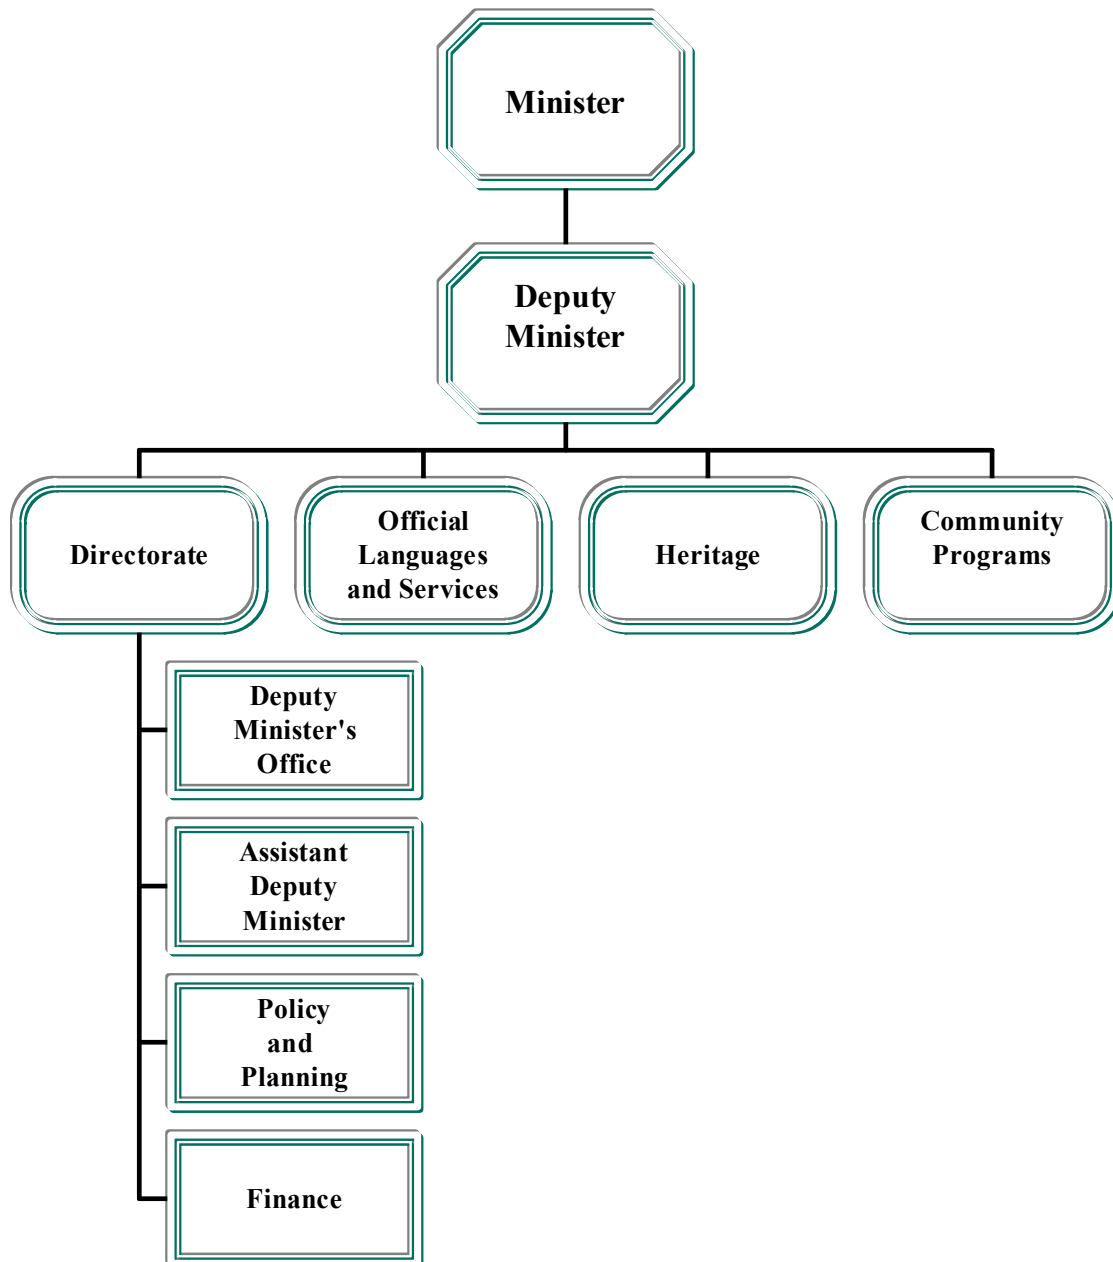 Minister
Deputy
Minister
Directorate
Official
Languages
and Services
Heritage
Community
Programs
Deputy
Minister's
Office
Assistant
Deputy
Minister
Policy
and
Planning
Finance